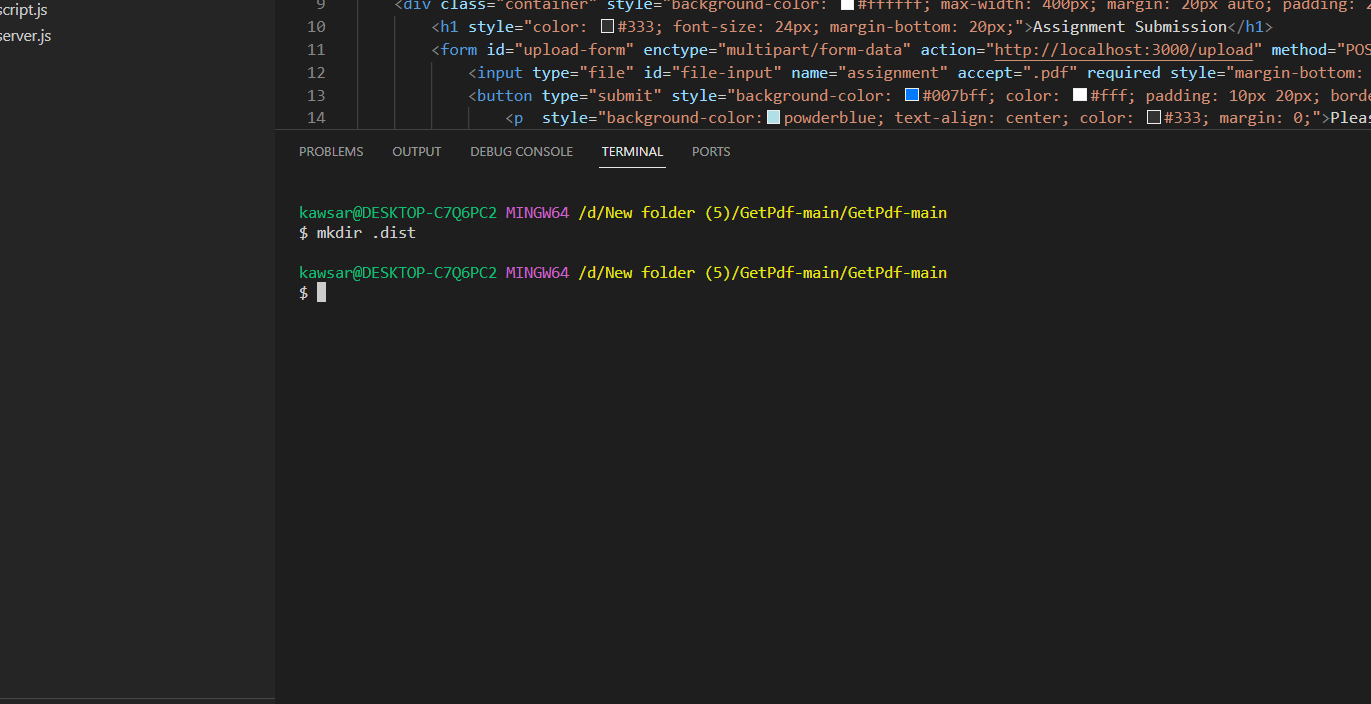 script.js
server.js
9 <div class="container" style="background-color: #ffffff; max-width: 400px; margin: 20px auto; padding:
10 <h1 style="color: #333; font-size: 24px; margin-bottom: 20px;">Assignment Submission</h1>
11 <form id="upload-form" enctype="multipart/form-data" action="http://localhost:3000/upload" method="POS
12 <input type="file" id="file-input" name="assignment" accept=".pdf" required style="margin-bottom:
13 <button type="submit" style="background-color: #007bff; color: #fff; padding: 10px 20px; borde
14 <p style="background-color:powderblue; text-align: center; color: #333; margin: 0;">Pleas
PROBLEMS OUTPUT DEBUG CONSOLE TERMINAL PORTS
kawsar@DESKTOP-C7Q6PC2 MINGW64 /d/New folder (5)/GetPdf-main/GetPdf-main
$ mkdir .dist
kawsar@DESKTOP-C7Q6PC2 MINGW64 /d/New folder (5)/GetPdf-main/GetPdf-main
$